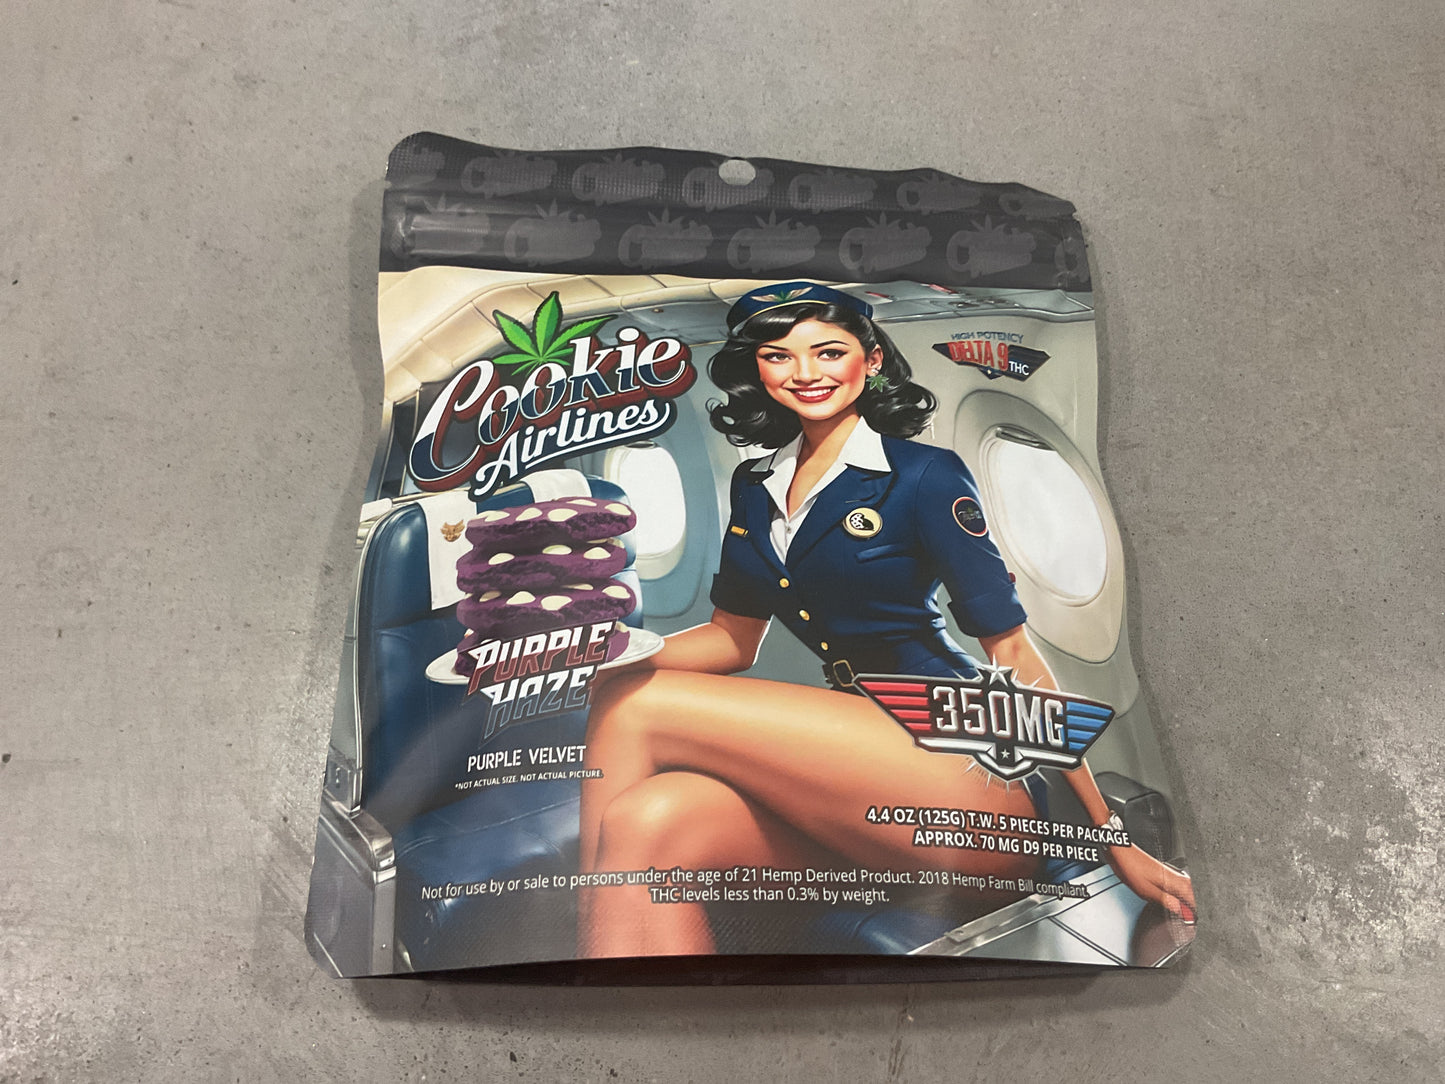 Cookie
Airlines
HIGH POTENCY
DELTA 9 THC
PURPLE
HAZE
PURPLE VELVET
*NOT ACTUAL SIZE. NOT ACTUAL PICTURE.
350MG
4.4 OZ (125G) T.W. 5 PIECES PER PACKAGE
APPROX. 70 MG D9 PER PIECE
Not for use by or sale to persons under the age of 21 Hemp Derived Product. 2018 Hemp Farm Bill compliant.
THC levels less than 0.3% by weight.